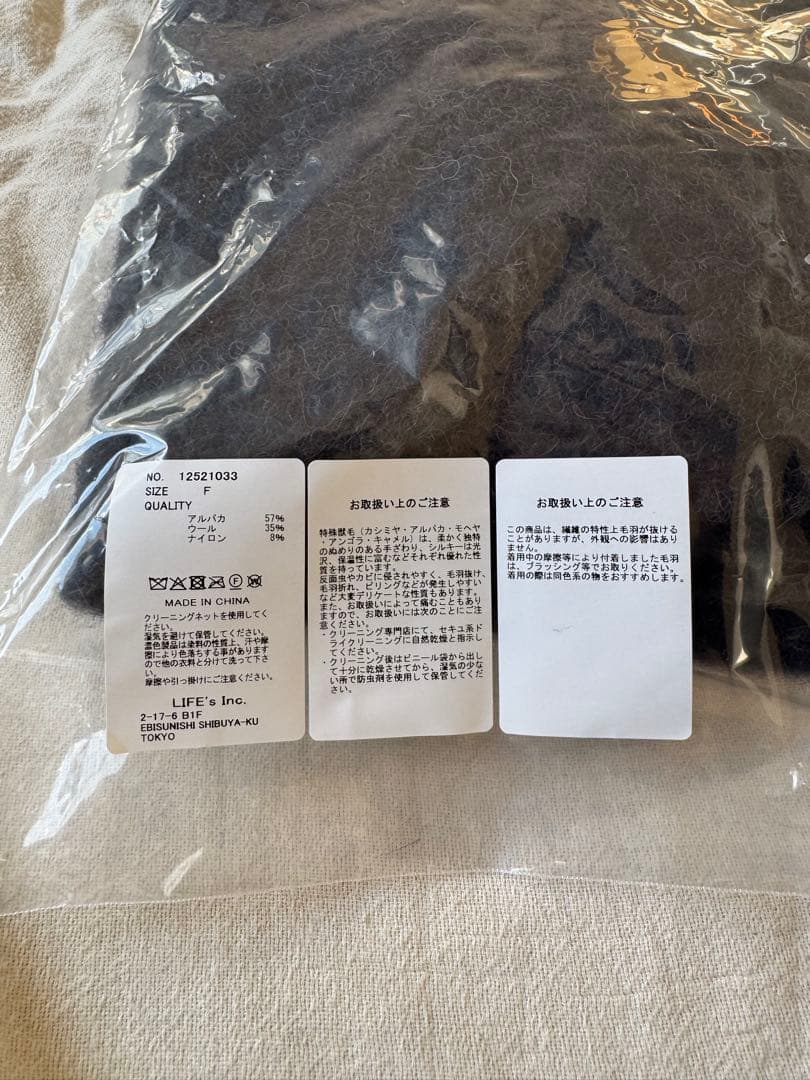 NO. 12521033
SIZE F
QUALITY
アルパカ 57%
ウール 35%
ナイロン 8%
MADE IN CHINA
クリーニングネットを使用してく
ださい。
湿気を避けて保管してください。
濃色製品は染料の性質上、汗や摩
擦により色落ちする事があります
ので他の衣料と分けて洗って下さ
い。
摩擦や引っ掛けにご注意ください。
LIFE's Inc.
2-17-6 B1F
EBISUNISHI SHIBUYA-KU
TOKYO
お取扱い上のご注意
特殊獣毛（カシミヤ・アルパカ・モヘヤ
・アンゴラ・キャメル）は、柔かく独特
のぬめりのある手ざわり、シルキーは光
沢、保温性に富むなどそれぞれ優れた性
質を持っています。
反面虫やカビに侵されやすく、毛羽抜け、
毛羽折れ、ピリングなどが発生しやすい
など大変デリケートな性質もあります。
また、お取扱いによって痛むこともあり
ますので、お取扱いには次のことにご注
意ください。
・クリーニング専門店にて、セキユ系ド
ライクリーニングに自然乾燥と指示し
てください。
・クリーニング後はビニール袋から出し
て十分に乾燥させてから、湿気の少な
い所で防虫剤を使用して保管してくだ
さい。
お取扱い上のご注意
この商品は、繊維の特性上毛羽が抜ける
ことがありますが、外観への影響はあり
ません。
着用中の摩擦等により付着しました毛羽
は、ブラッシング等でお取りください。
着用の際は同色系の物をおすすめします。